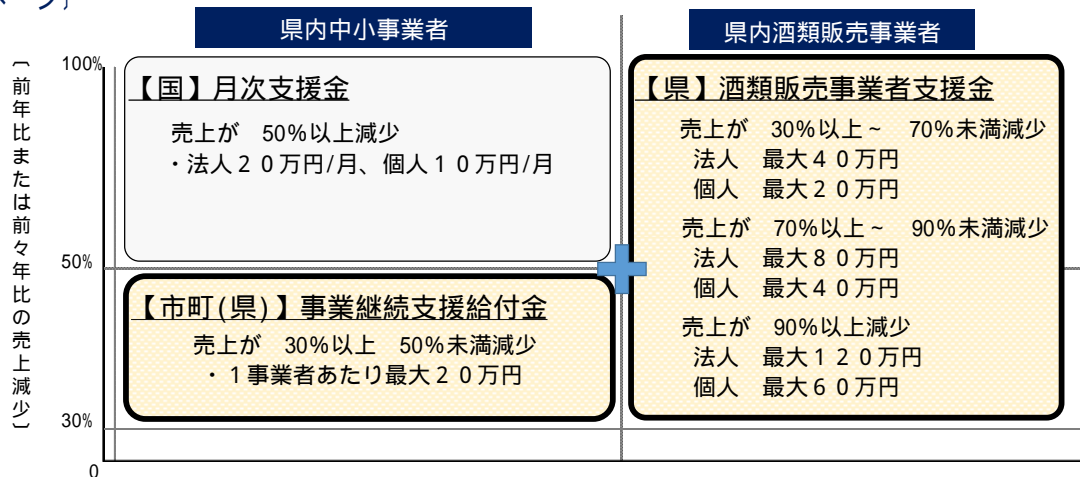 県内中小事業者
県内酒類販売事業者
〔前年比または前々年比の売上減少〕
100%
50%
30%
0
【国】月次支援金
売上が 50%以上減少
・法人20万円/月、個人10万円/月
【市町(県)】事業継続支援給付金
売上が 30%以上 50%未満減少
・1事業者あたり最大20万円
【県】酒類販売事業者支援金
売上が 30%以上~ 70%未満減少
法人 最大40万円
個人 最大20万円
売上が 70%以上~ 90%未満減少
法人 最大80万円
個人 最大40万円
売上が 90%以上減少
法人 最大120万円
個人 最大60万円